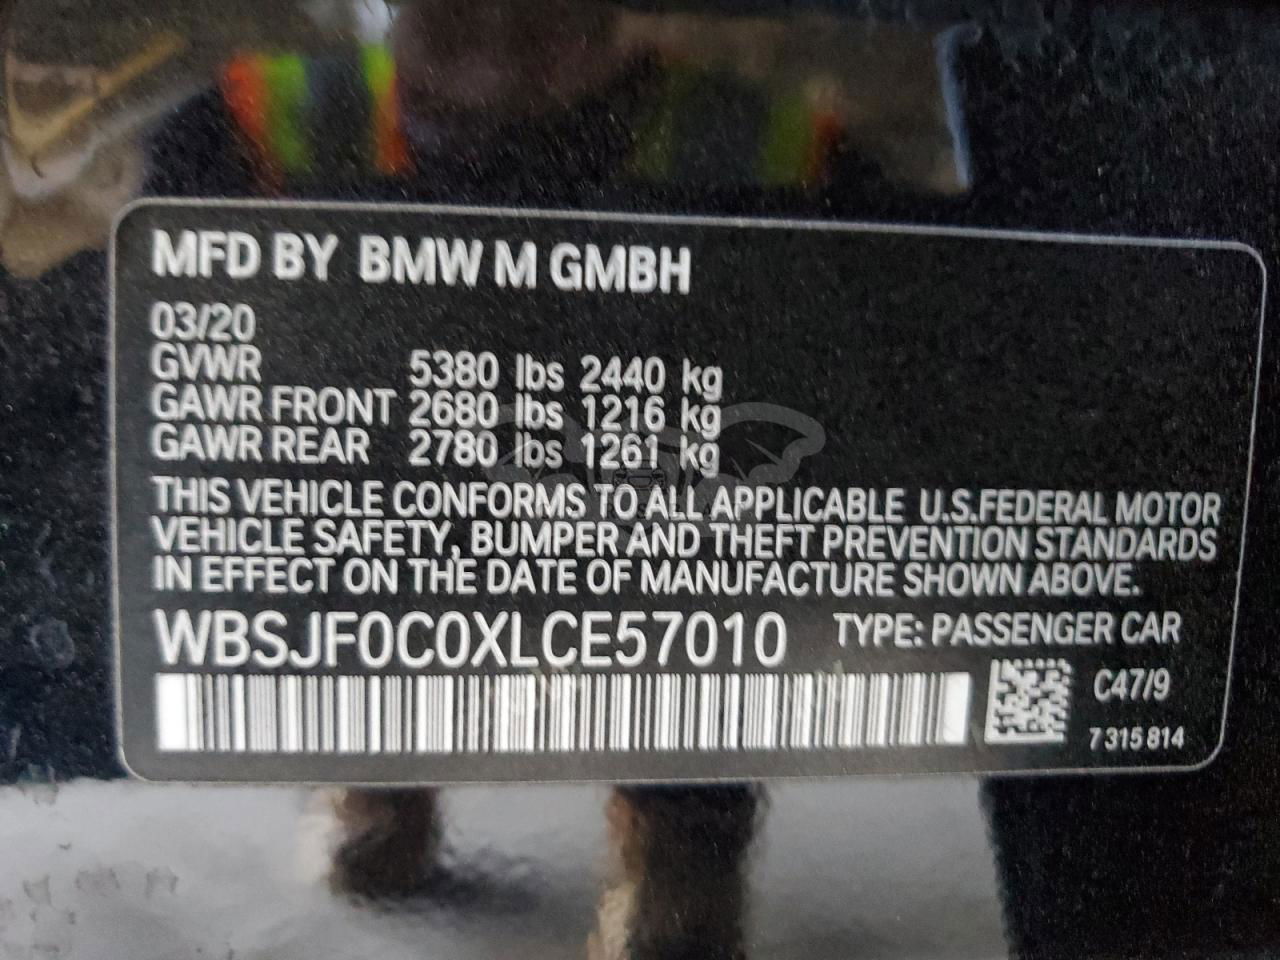 MFD BY BMW M GMBH
03/20
GVWR 5380 lbs 2440 kg
GAWR FRONT 2680 lbs 1216 kg
GAWR REAR 2780 lbs 1261 kg
THIS VEHICLE CONFORMS TO ALL APPLICABLE U.S.FEDERAL MOTOR
VEHICLE SAFETY, BUMPER AND THEFT PREVENTION STANDARDS
IN EFFECT ON THE DATE OF MANUFACTURE SHOWN ABOVE.
WBSJF0C0XLCE57010 TYPE: PASSENGER CAR
C47/9
7 315 814